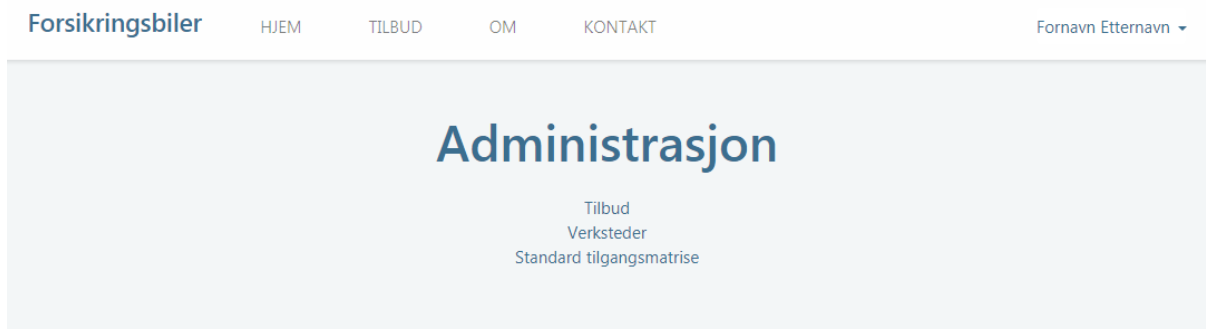 Forsikringsbiler HJEM TILBUD OM KONTAKT Fornavn Etternavn
Administrasjon
Tilbud
Verksteder
Standard tilgangsmatrise